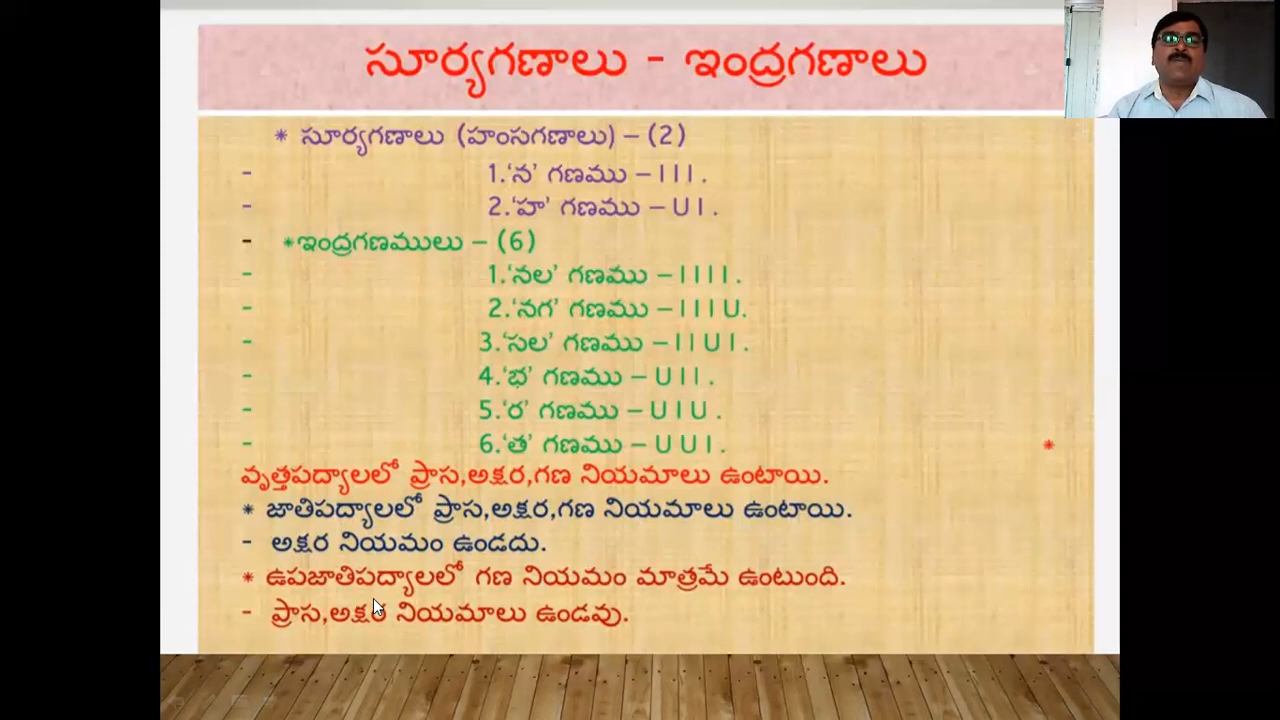 సూర్యగణాలు - ఇంద్రగణాలు
* సూర్యగణాలు (హంసగణాలు) – (2)
- 1.‘న’ గణము – I I I .
- 2.‘హ’ గణము – U I .
- *ఇంద్రగణములు – (6)
- 1.‘నల’ గణము – I I I I .
- 2.‘నగ’ గణము – I I I U.
- 3.‘సల’ గణము – I I U I .
- 4.‘భ’ గణము – U I I .
- 5.‘ర’ గణము – U I U .
- 6.‘త’ గణము – U U I . *
వృత్తపద్యాలలో ప్రాస,అక్షర,గణ నియమాలు ఉంటాయి.
* జాతిపద్యాలలో ప్రాస,అక్షర,గణ నియమాలు ఉంటాయి.
- అక్షర నియమం ఉండదు.
* ఉపజాతిపద్యాలలో గణ నియమం మాత్రమే ఉంటుంది.
- ప్రాస,అక్షర నియమాలు ఉండవు.